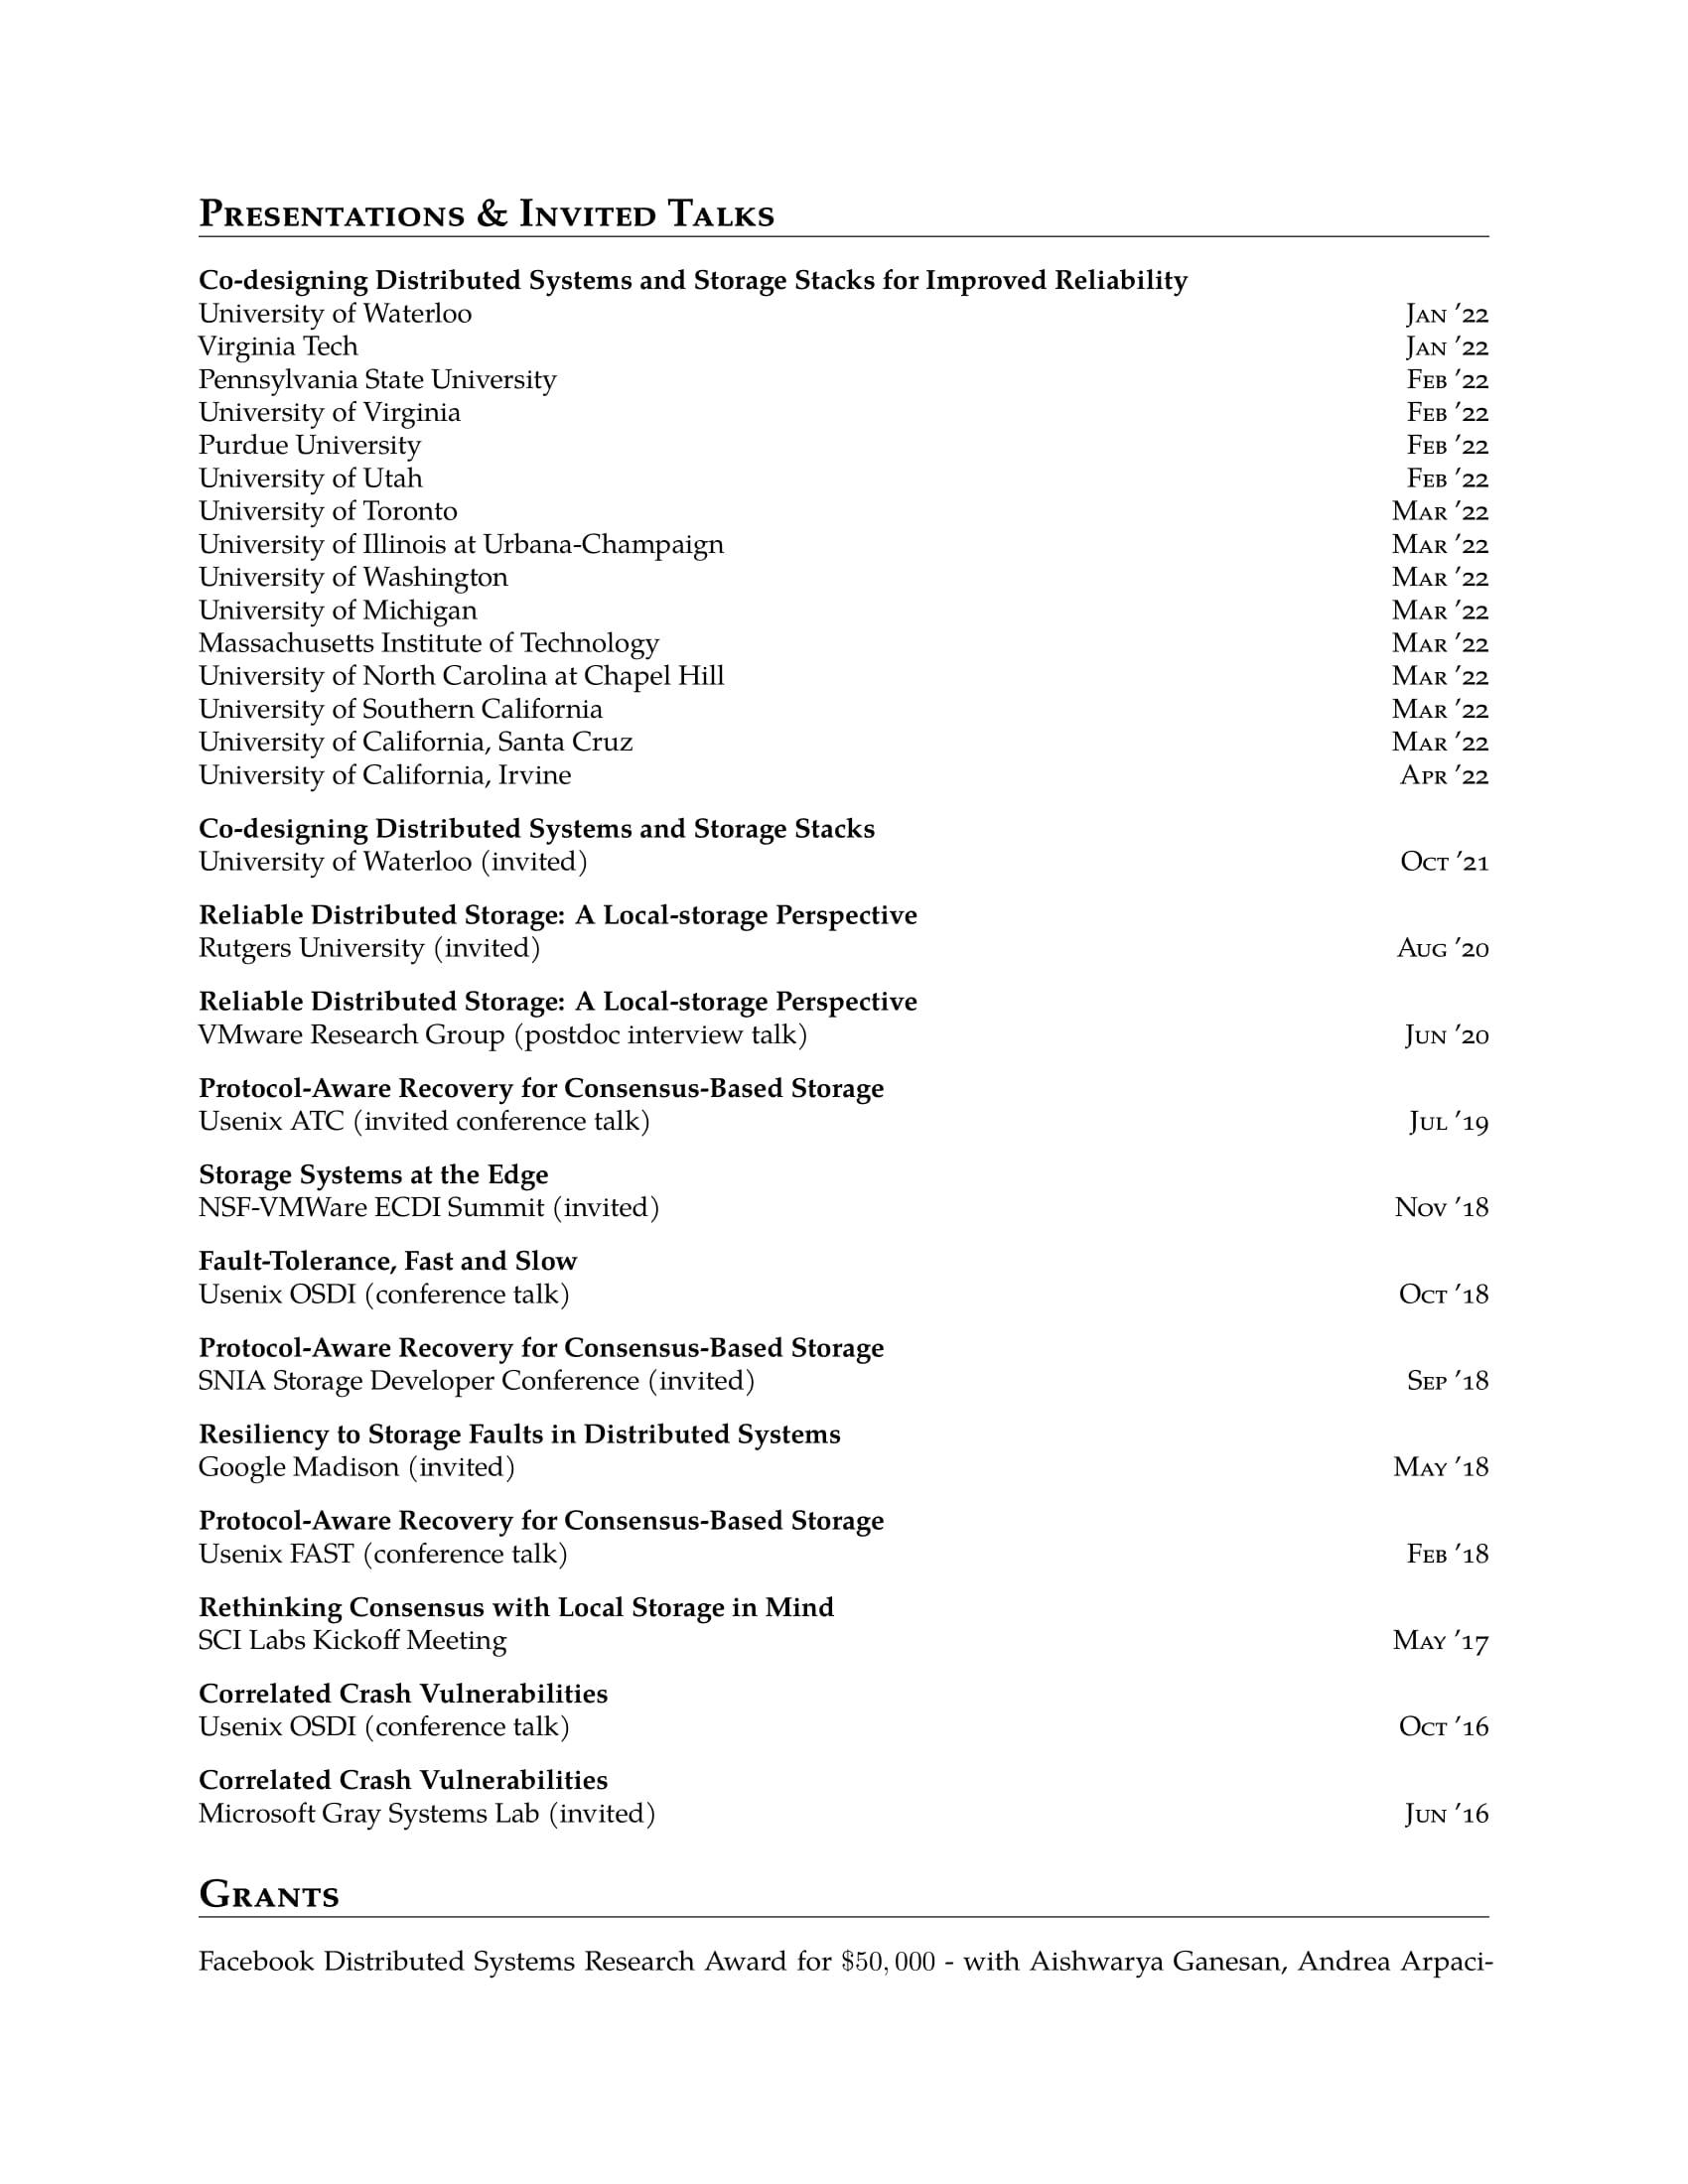 Presentations & Invited Talks
Co-designing Distributed Systems and Storage Stacks for Improved Reliability
University of Waterloo Jan ’22
Virginia Tech Jan ’22
Pennsylvania State University Feb ’22
University of Virginia Feb ’22
Purdue University Feb ’22
University of Utah Feb ’22
University of Toronto Mar ’22
University of Illinois at Urbana-Champaign Mar ’22
University of Washington Mar ’22
University of Michigan Mar ’22
Massachusetts Institute of Technology Mar ’22
University of North Carolina at Chapel Hill Mar ’22
University of Southern California Mar ’22
University of California, Santa Cruz Mar ’22
University of California, Irvine Apr ’22
Co-designing Distributed Systems and Storage Stacks
University of Waterloo (invited) Oct ’21
Reliable Distributed Storage: A Local-storage Perspective
Rutgers University (invited) Aug ’20
Reliable Distributed Storage: A Local-storage Perspective
VMware Research Group (postdoc interview talk) Jun ’20
Protocol-Aware Recovery for Consensus-Based Storage
Usenix ATC (invited conference talk) Jul ’19
Storage Systems at the Edge
NSF-VMWare ECDI Summit (invited) Nov ’18
Fault-Tolerance, Fast and Slow
Usenix OSDI (conference talk) Oct ’18
Protocol-Aware Recovery for Consensus-Based Storage
SNIA Storage Developer Conference (invited) Sep ’18
Resiliency to Storage Faults in Distributed Systems
Google Madison (invited) May ’18
Protocol-Aware Recovery for Consensus-Based Storage
Usenix FAST (conference talk) Feb ’18
Rethinking Consensus with Local Storage in Mind
SCI Labs Kickoff Meeting May ’17
Correlated Crash Vulnerabilities
Usenix OSDI (conference talk) Oct ’16
Correlated Crash Vulnerabilities
Microsoft Gray Systems Lab (invited) Jun ’16
Grants
Facebook Distributed Systems Research Award for $50,000 - with Aishwarya Ganesan, Andrea Arpaci-